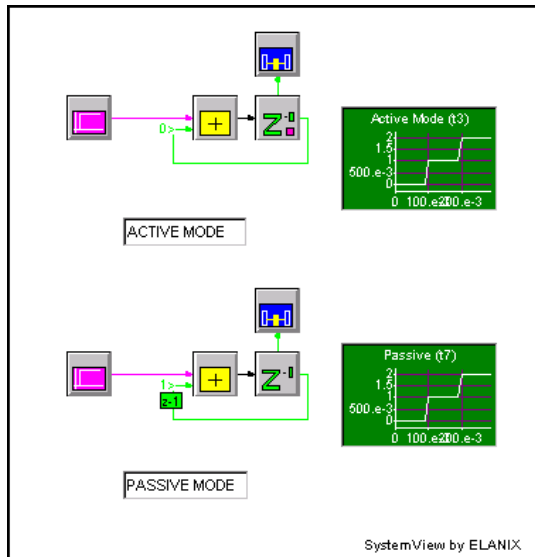 0>
Z-1
Active Mode (t3)
2
1.5
1
500.e-3
0
0 100.e-3 200.e-3
ACTIVE MODE
1>
z-1
Z-1
Passive (t7)
2
1.5
1
500.e-3
0
0 100.e-3 200.e-3
PASSIVE MODE
SystemView by ELANIX